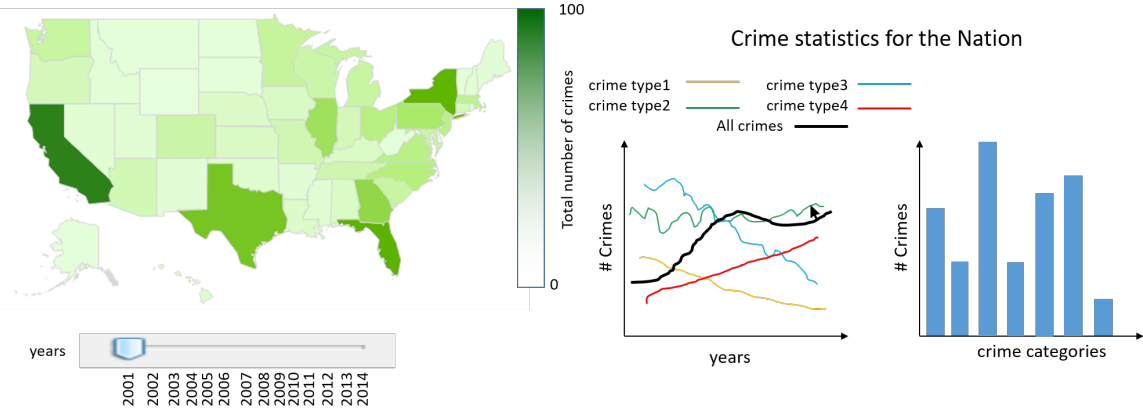 100
Total number of crimes
0
years
2001
2002
2003
2004
2005
2006
2007
2008
2009
2010
2011
2012
2013
2014
Crime statistics for the Nation
crime type1
crime type3
crime type2
crime type4
All crimes
# Crimes
years
# Crimes
crime categories